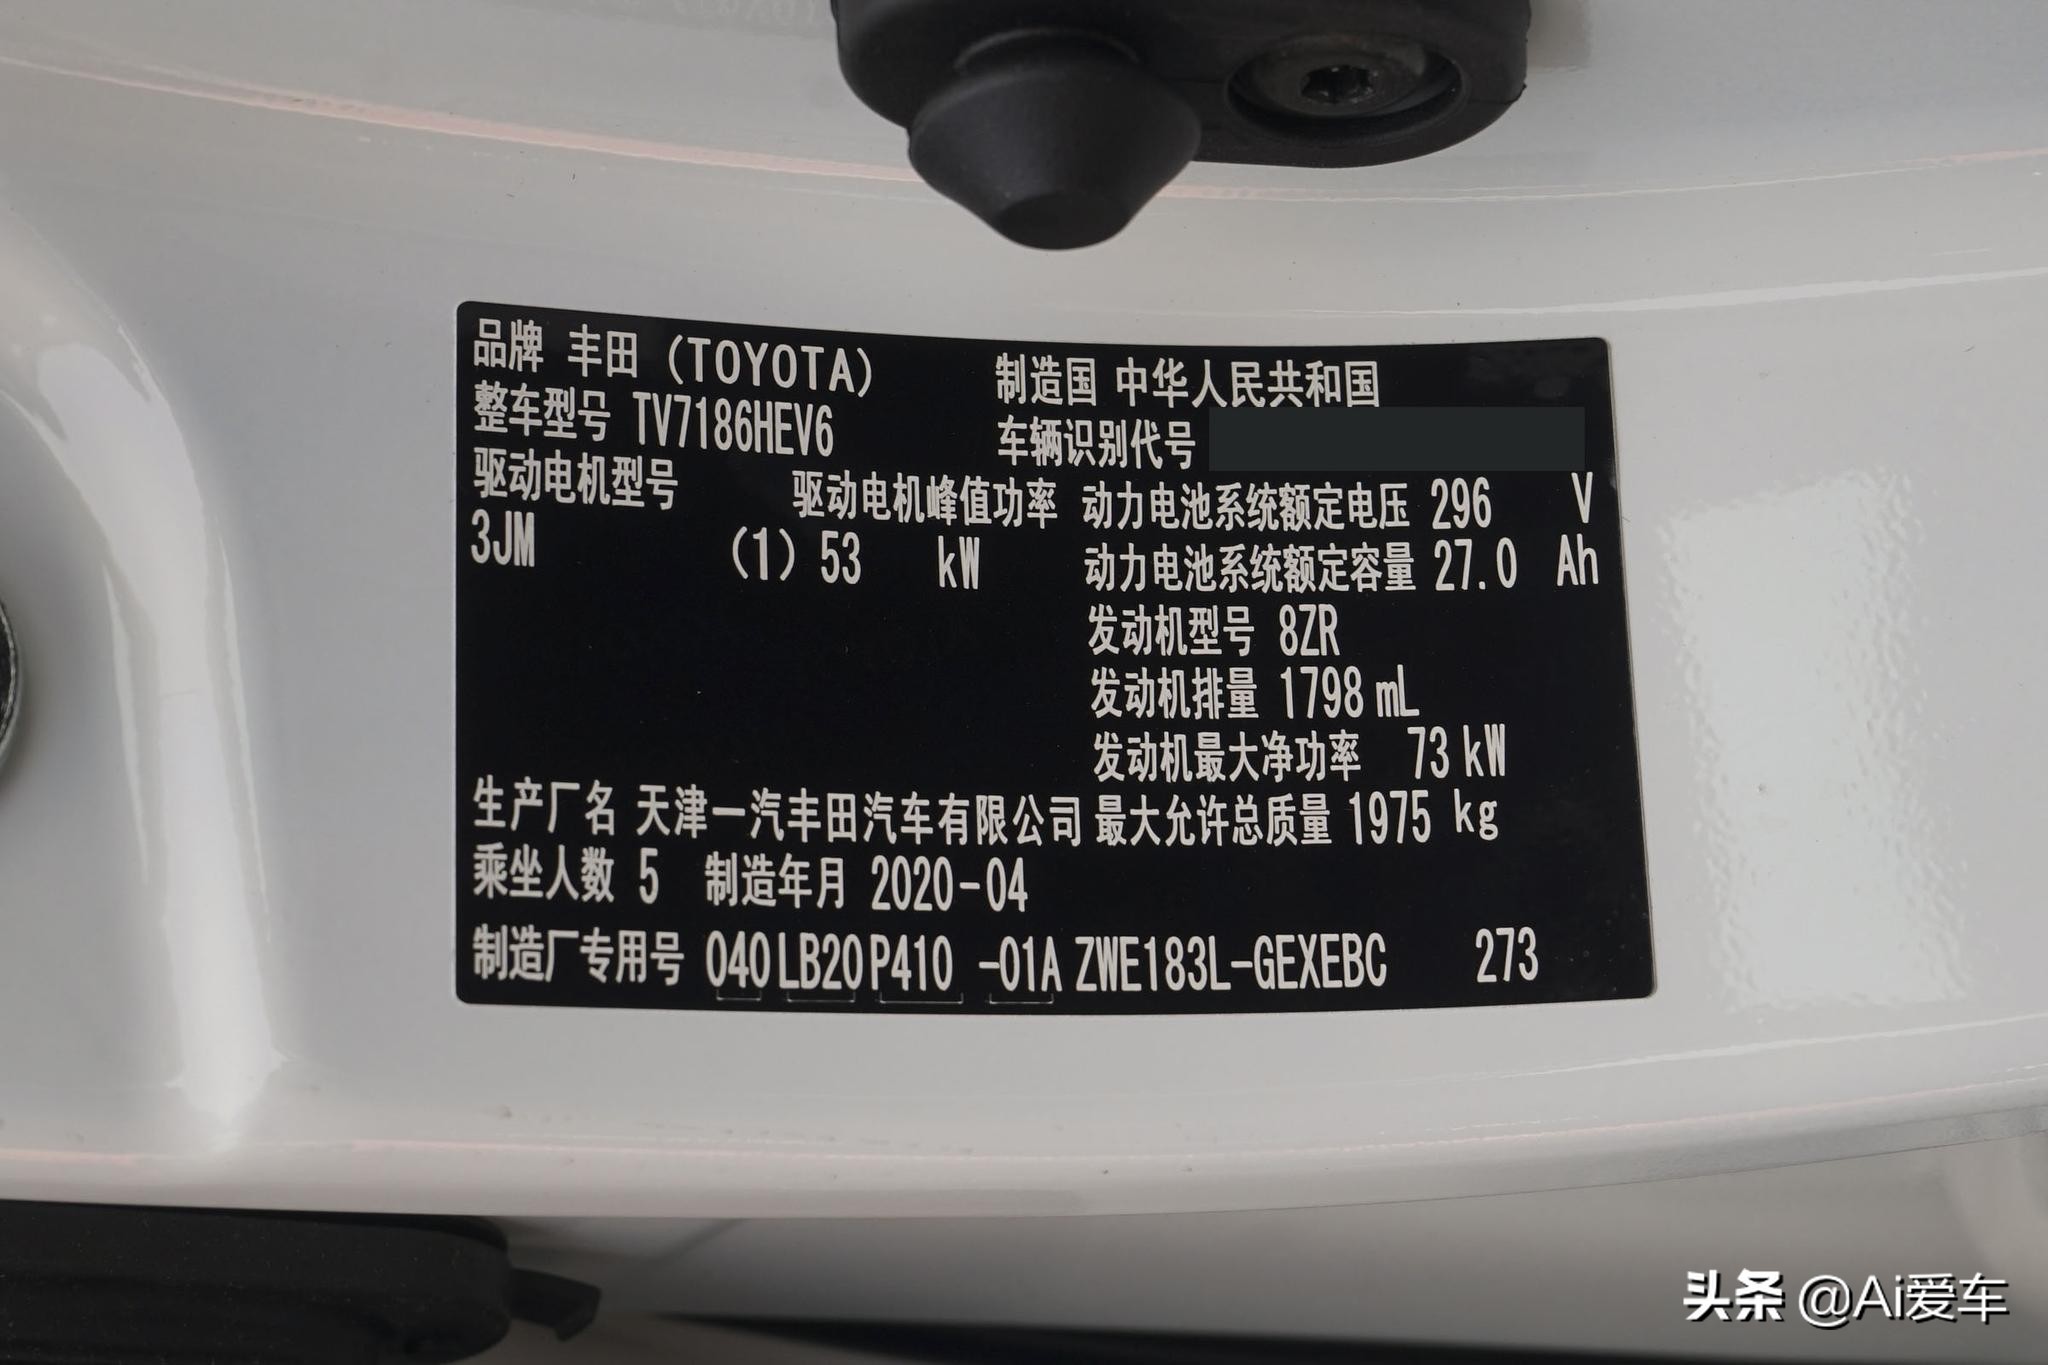 品牌 丰田 (TOYOTA) 制造国 中华人民共和国
整车型号 TV7186HEV6 车辆识别代号
驱动电机型号 驱动电机峰值功率 动力电池系统额定电压 296 V
3JM (1) 53 kW 动力电池系统额定容量 27.0 Ah
发动机型号 8ZR
发动机排量 1798 mL
发动机最大净功率 73 kW
生产厂名 天津一汽丰田汽车有限公司 最大允许总质量 1975 kg
乘坐人数 5 制造年月 2020-04
制造厂专用号 040 LB20 P410 -01A ZWE183L-GEXEBC 273
头条 @Ai爱车